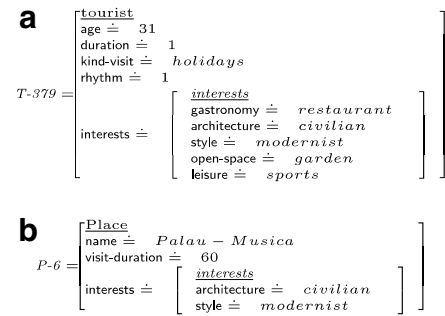 a
tourist
age ≐ 31
duration ≐ 1
kind-visit ≐ holidays
rhythm ≐ 1
T-379 =
interests
gastronomy ≐ restaurant
architecture ≐ civilian
interests ≐ style ≐ modernist
open-space ≐ garden
leisure ≐ sports
b
Place
name ≐ Palau − Musica
P-6 = visit-duration ≐ 60
interests
interests ≐ architecture ≐ civilian
style ≐ modernist